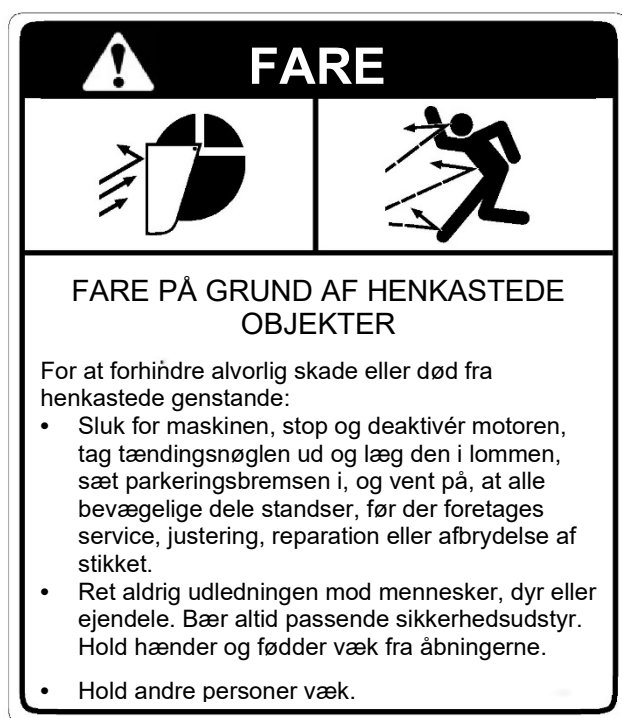 FARE
FARE PÅ GRUND AF HENKASTEDE
OBJEKTER
For at forhindre alvorlig skade eller død fra
henkastede genstande:
• Sluk for maskinen, stop og deaktivér motoren,
tag tændingsnøglen ud og læg den i lommen,
sæt parkeringsbremsen i, og vent på, at alle
bevægelige dele standser, før der foretages
service, justering, reparation eller afbrydelse af
stikket.
• Ret aldrig udledningen mod mennesker, dyr eller
ejendele. Bær altid passende sikkerhedsudstyr.
Hold hænder og fødder væk fra åbningerne.
• Hold andre personer væk.